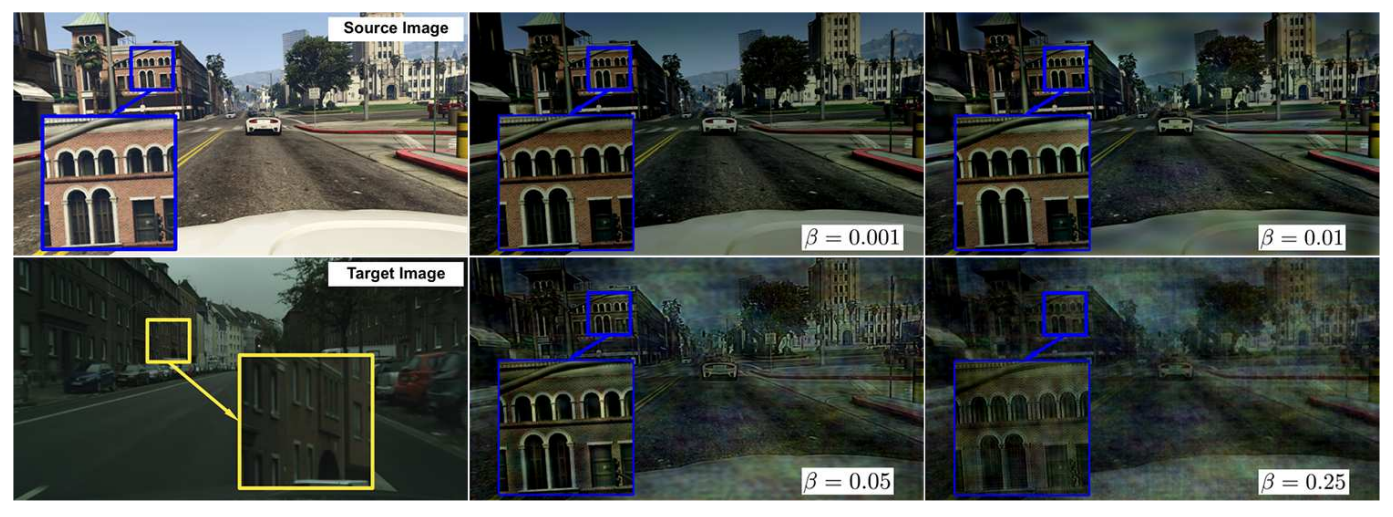 Source Image
β = 0.001
β = 0.01
Target Image
β = 0.05
β = 0.25